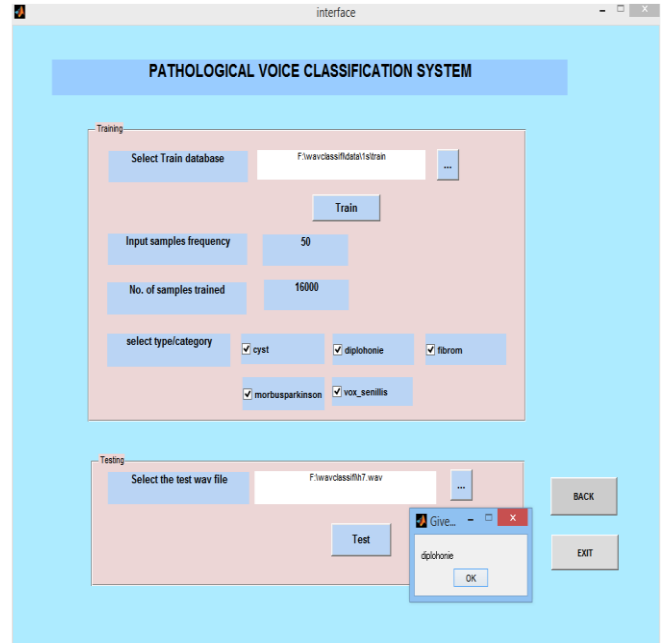 interface
PATHOLOGICAL VOICE CLASSIFICATION SYSTEM
Training
Select Train database
F:\wavclassif\data\1sltrain
...
Train
Input samples frequency
50
No. of samples trained
16000
select type/category
cyst
diplohonie
fibrom
morbusparkinson
vox_senillis
Testing
Select the test wav file
F:\wavclassif\h7.wav
...
Test
Give...
diplohonie
OK
BACK
EXIT